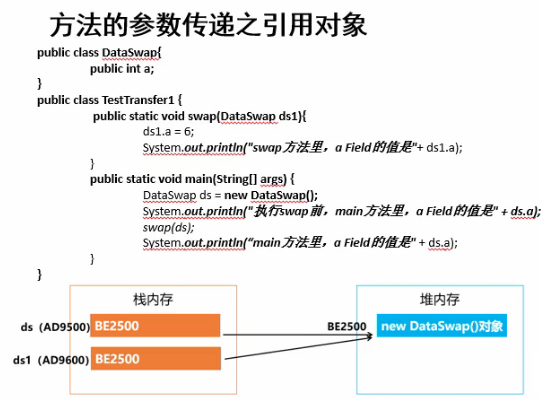 方法的参数传递之引用对象
public class DataSwap{
public int a;
}
public class TestTransfer1 {
public static void swap(DataSwap ds1){
ds1.a = 6;
System.out.println("swap方法里，a Field的值是"+ ds1.a);
}
public static void main(String[] args) {
DataSwap ds = new DataSwap();
System.out.println("执行swap前，main方法里，a Field的值是" + ds.a);
swap(ds);
System.out.println(“main方法里，a Field的值是" + ds.a);
}
}
栈内存
堆内存
ds（AD9500） BE2500
BE2500 new DataSwap()对象
ds1（AD9600） BE2500